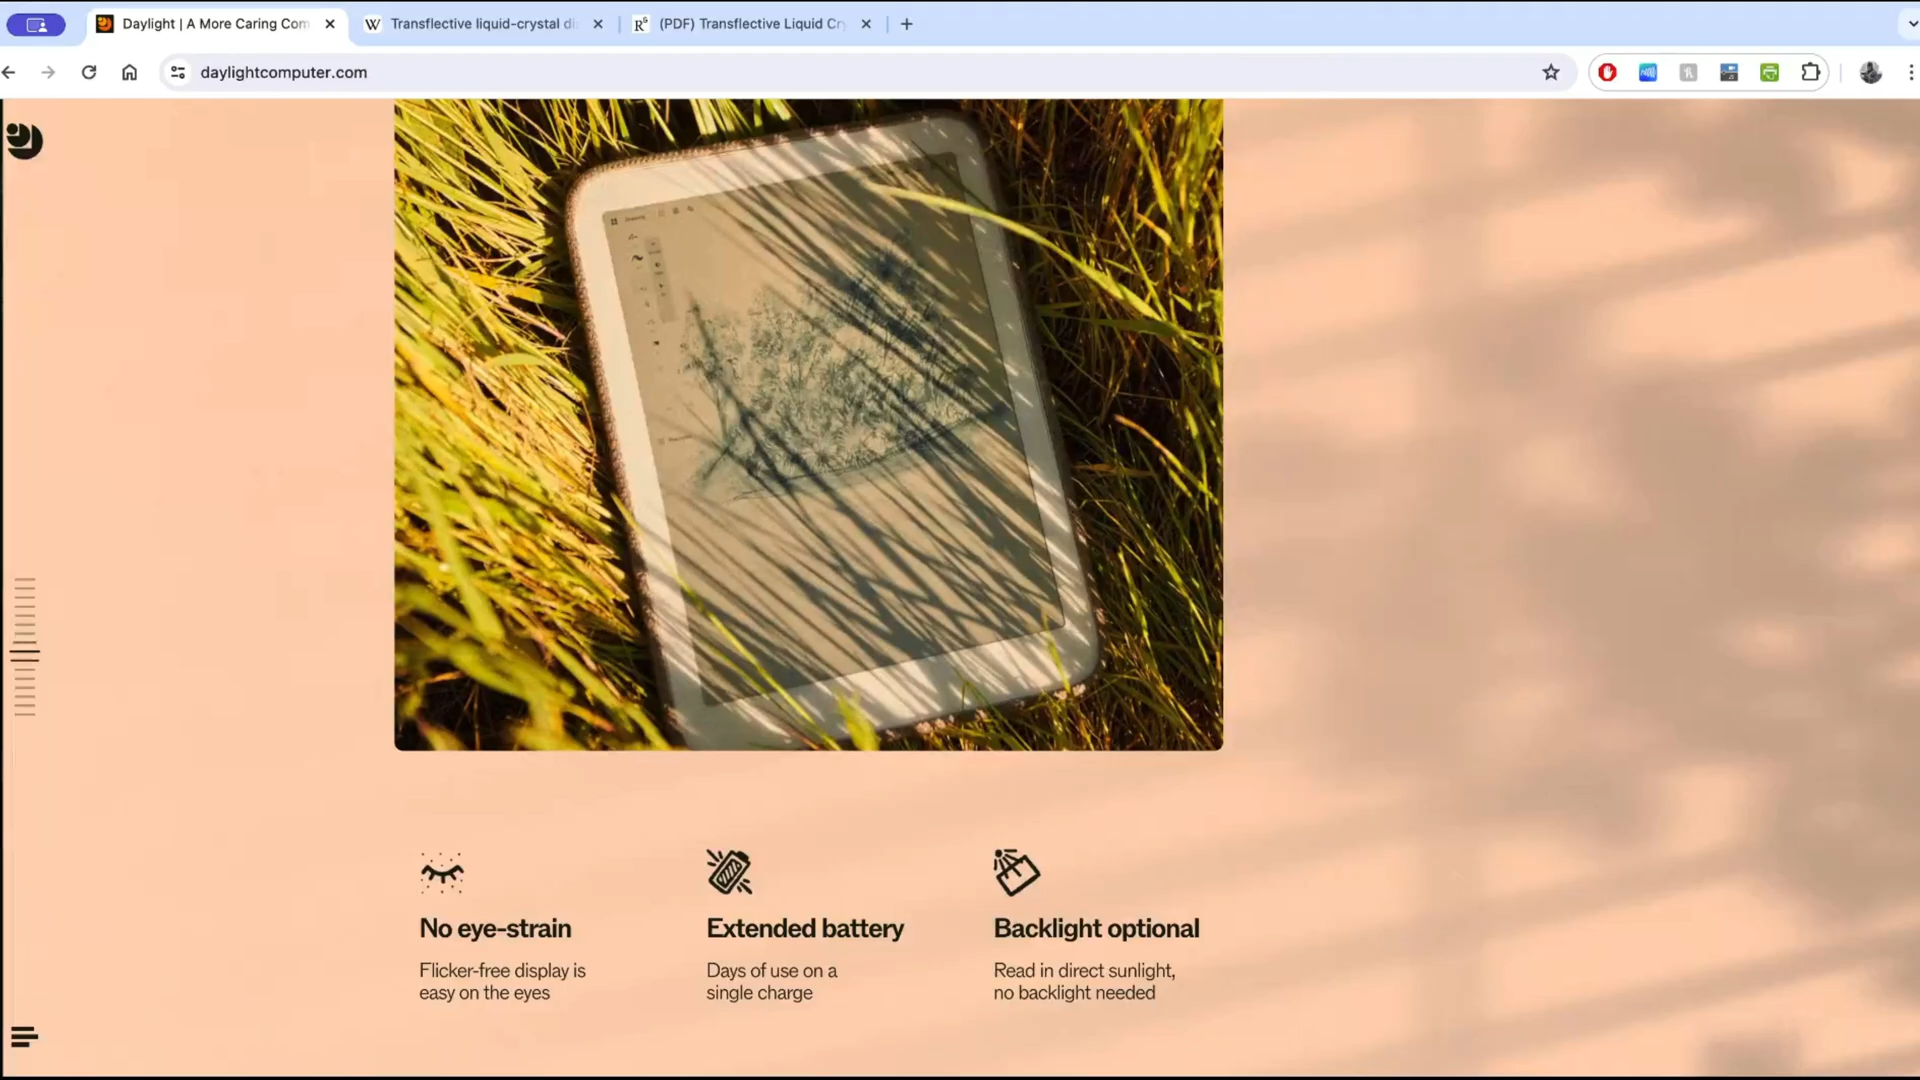 Daylight | A More Caring Com
Transflective liquid-crystal di
(PDF) Transflective Liquid Cry
daylightcomputer.com
No eye-strain
Flicker-free display is
easy on the eyes
Extended battery
Days of use on a
single charge
Backlight optional
Read in direct sunlight,
no backlight needed